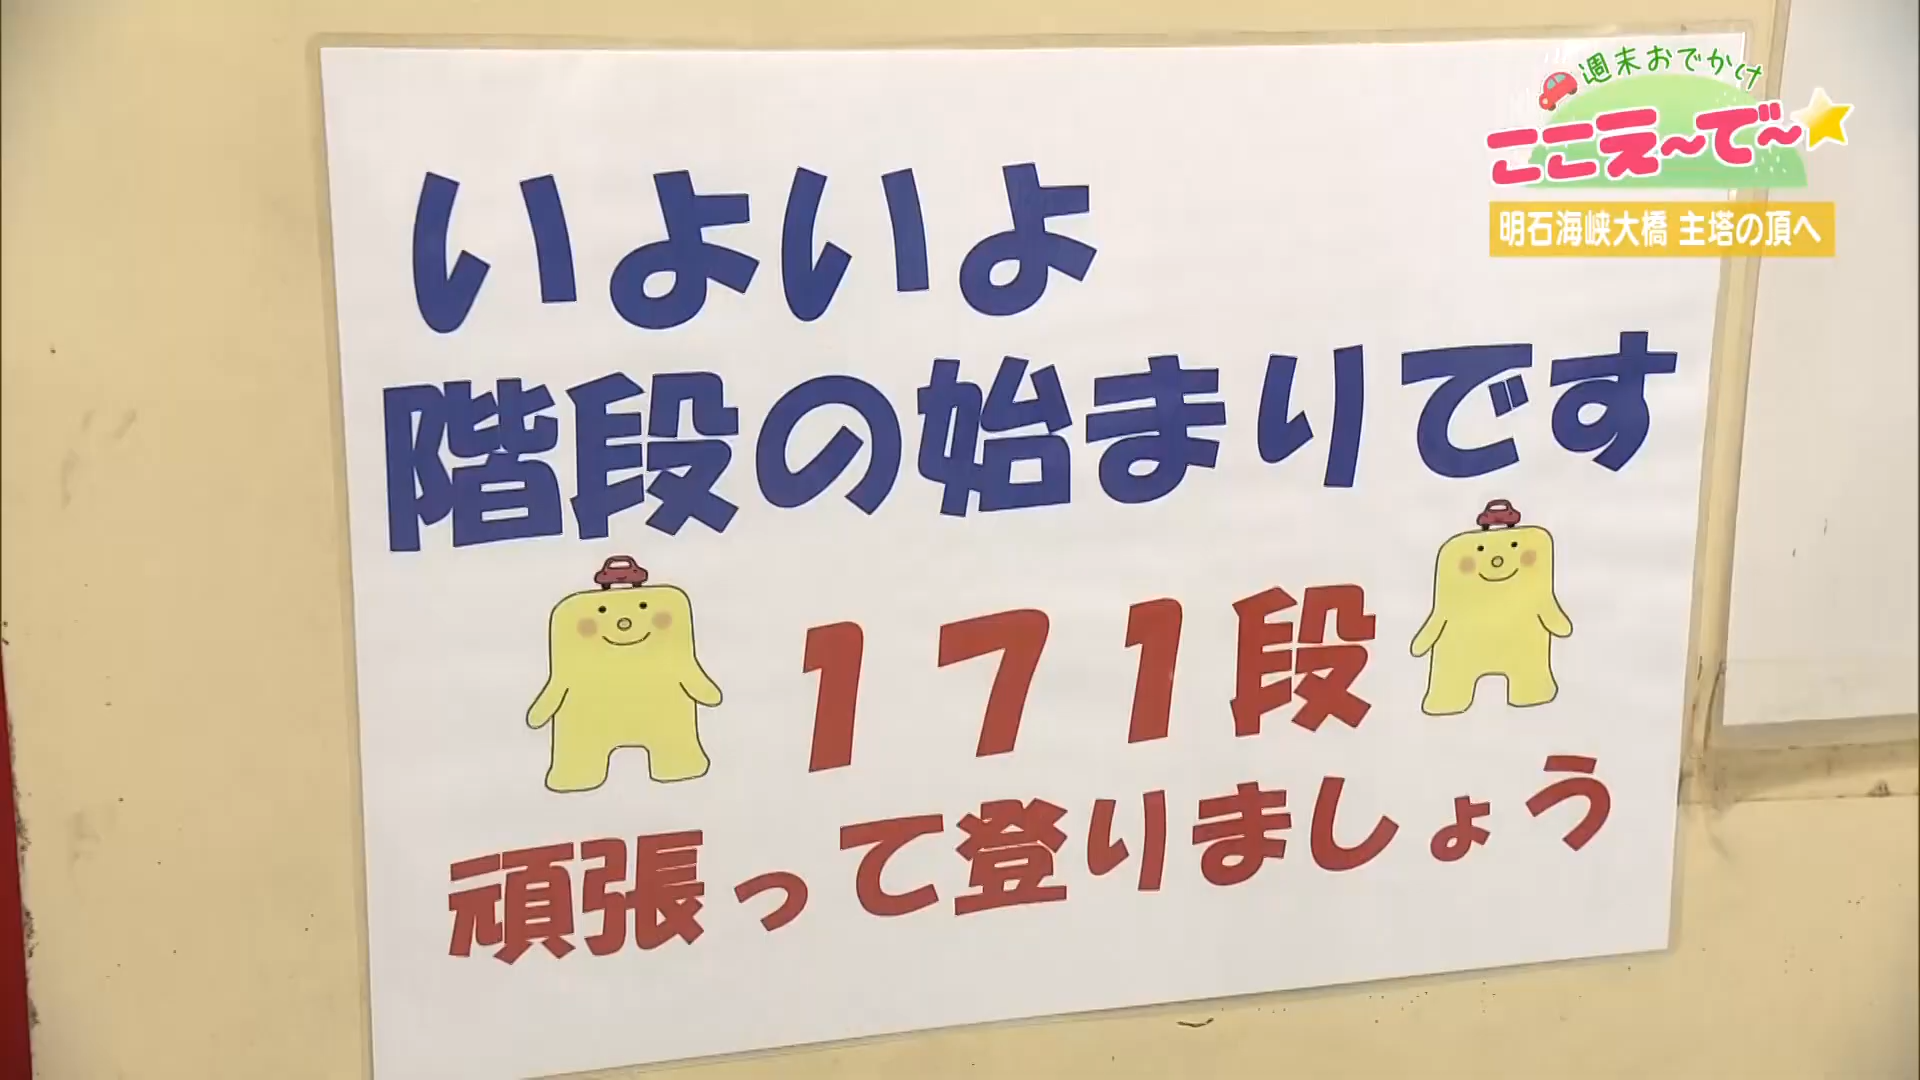 いよいよ
階段の始まりです
171段
頑張って登りましょう
週末おでかけ
ここえ～で～
明石海峡大橋 主塔の頂へ